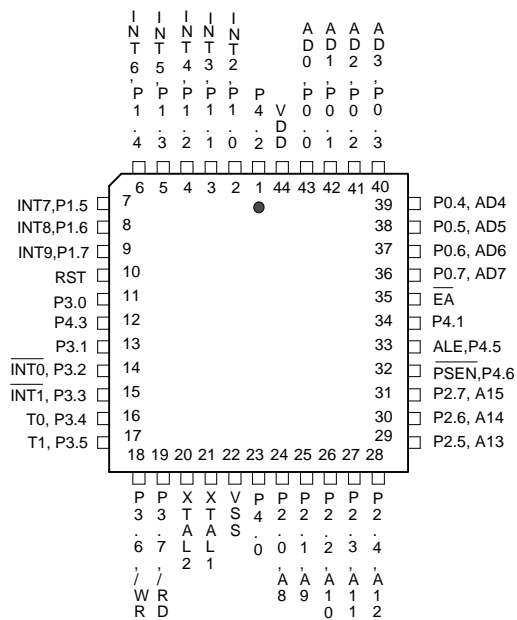 INT6,P1.4
INT5,P1.3
INT4,P1.2
INT3,P1.1
INT2,P1.0
P4.2
VDD
AD0,P0.0
AD1,P0.1
AD2,P0.2
AD3,P0.3
6 5 4 3 2 1 44 43 42 41 40
INT7,P1.5 7 39 P0.4, AD4
INT8,P1.6 8 38 P0.5, AD5
INT9,P1.7 9 37 P0.6, AD6
RST 10 36 P0.7, AD7
P3.0 11 35 EA
P4.3 12 34 P4.1
P3.1 13 33 ALE,P4.5
INT0, P3.2 14 32 PSEN,P4.6
INT1, P3.3 15 31 P2.7, A15
T0, P3.4 16 30 P2.6, A14
T1, P3.5 17 29 P2.5, A13
18 19 20 21 22 23 24 25 26 27 28
P3.6,/WR
P3.7,/RD
XTAL2
XTAL1
VSS
P4.0
P2.0,A8
P2.1,A9
P2.2,A10
P2.3,A11
P2.4,A12